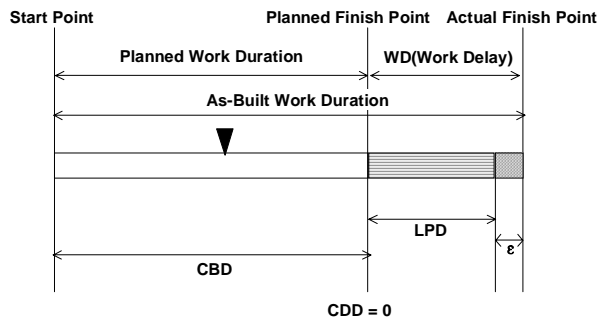 Start Point
Planned Finish Point
Actual Finish Point
Planned Work Duration
WD(Work Delay)
As-Built Work Duration
LPD
ε
CBD
CDD = 0